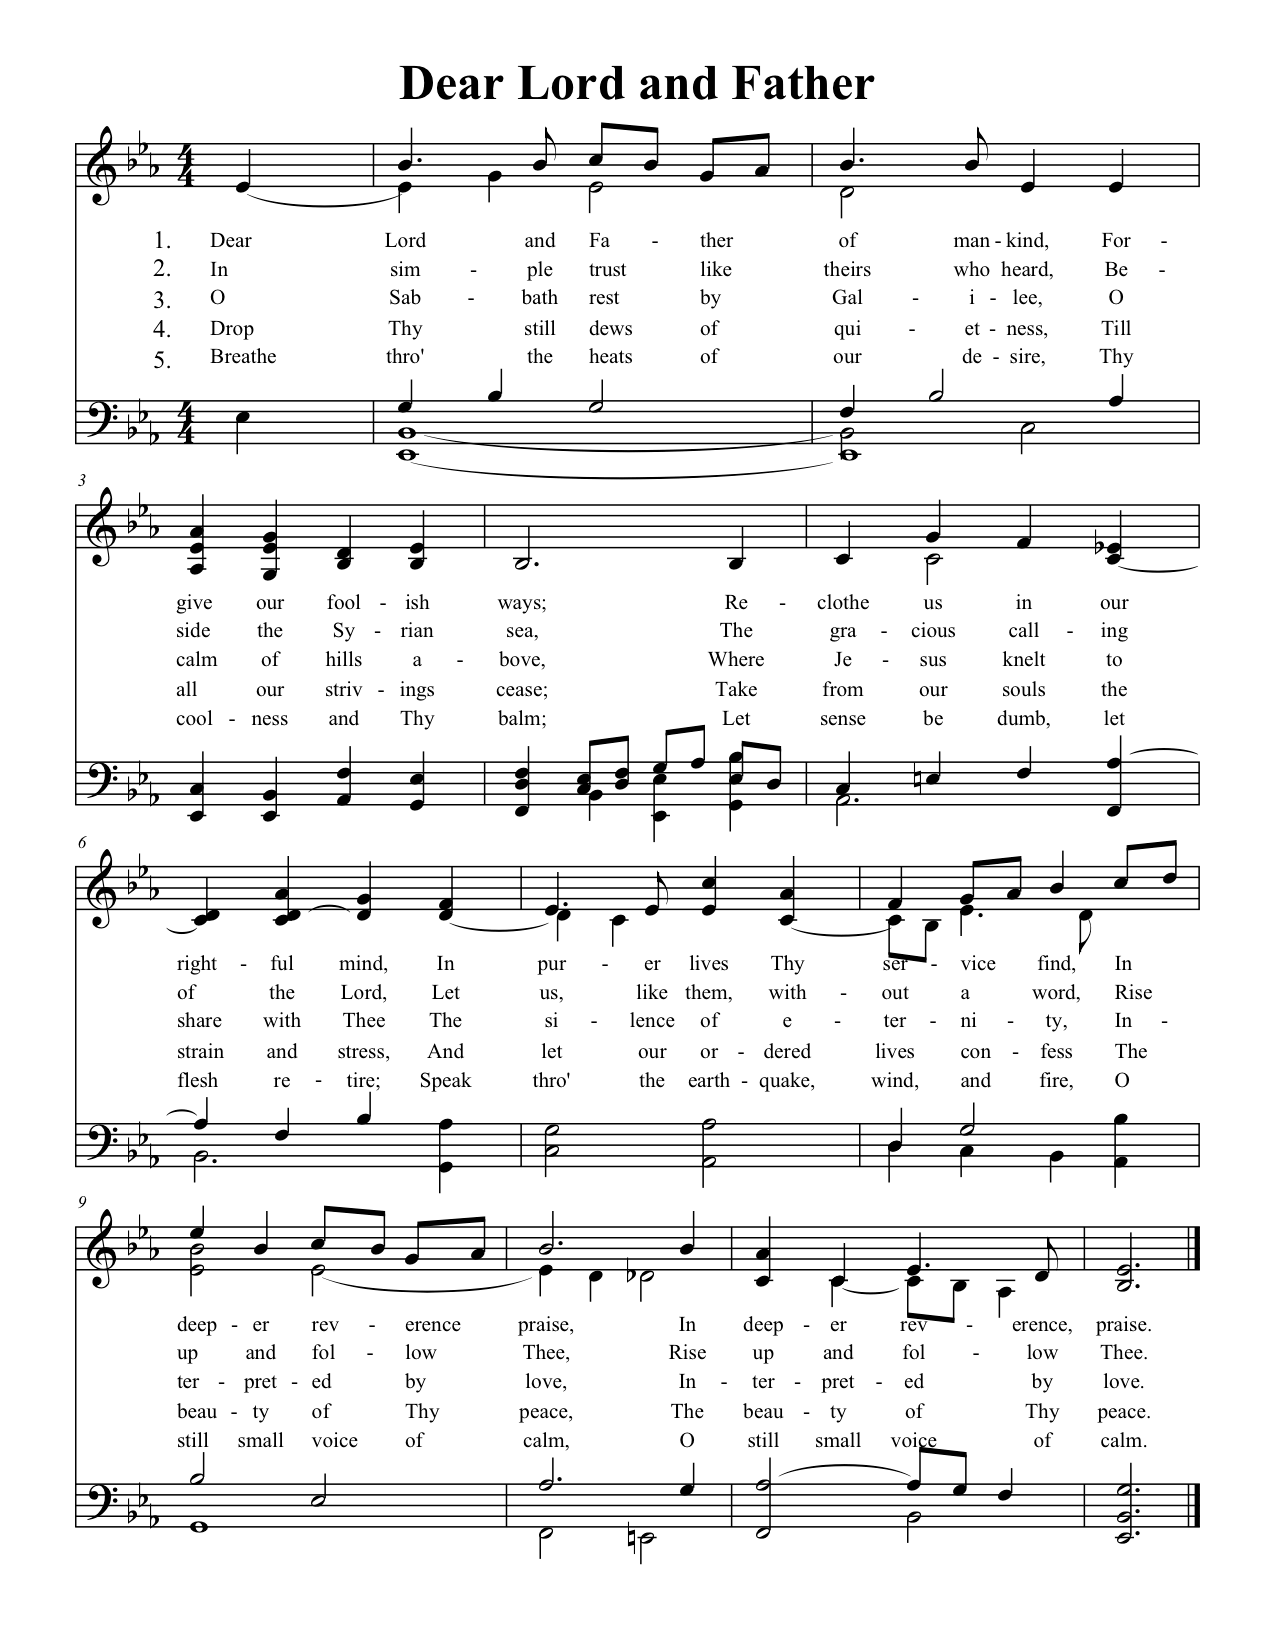 Dear Lord and Father
1. Dear Lord and Fa - ther of man - kind, For -
2. In sim - ple trust like theirs who heard, Be -
3. O Sab - bath rest by Gal - i - lee, O
4. Drop Thy still dews of qui - et - ness, Till
5. Breathe thro' the heats of our de - sire, Thy
3
give our fool - ish ways; Re - clothe us in our
side the Sy - rian sea, The gra - cious call - ing
calm of hills a - bove, Where Je - sus knelt to
all our striv - ings cease; Take from our souls the
cool - ness and Thy balm; Let sense be dumb, let
6
right - ful mind, In pur - er lives Thy ser - vice find, In
of the Lord, Let us, like them, with - out a word, Rise
share with Thee The si - lence of e - ter - ni - ty, In -
strain and stress, And let our or - dered lives con - fess The
flesh re - tire; Speak thro' the earth - quake, wind, and fire, O
9
deep - er rev - erence praise, In deep - er rev - erence, praise.
up and fol - low Thee, Rise up and fol - low Thee.
ter - pret - ed by love, In - ter - pret - ed by love.
beau - ty of Thy peace, The beau - ty of Thy peace.
still small voice of calm, O still small voice of calm.